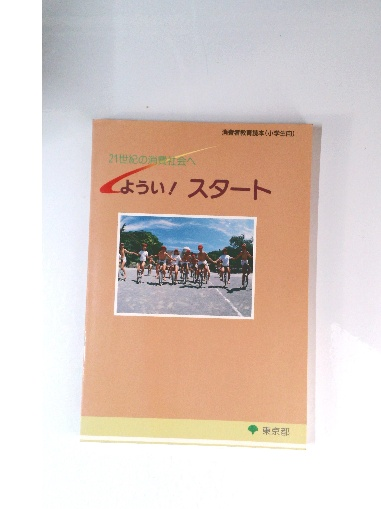 消費者教育読本(小学生用)
21世紀の消費社会へ
ようい! スタート
東京都